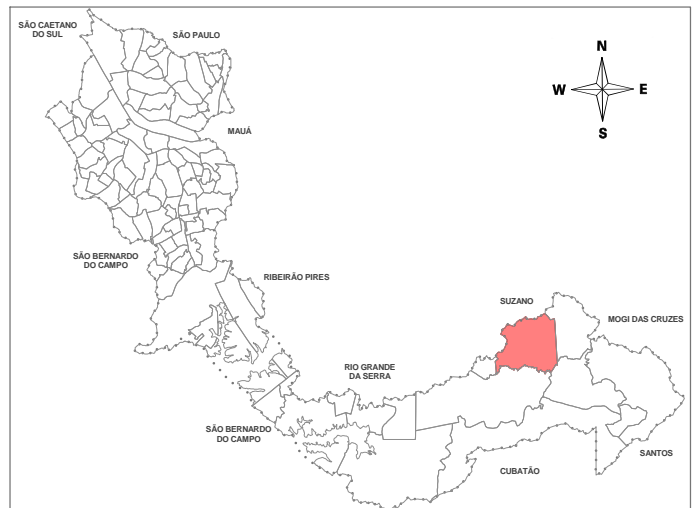 SÃO CAETANO
DO SUL
SÃO PAULO
N
W
E
S
MAUÁ
SÃO BERNARDO
DO CAMPO
RIBEIRÃO PIRES
SUZANO
MOGI DAS CRUZES
RIO GRANDE
DA SERRA
SÃO BERNARDO
DO CAMPO
SANTOS
CUBATÃO